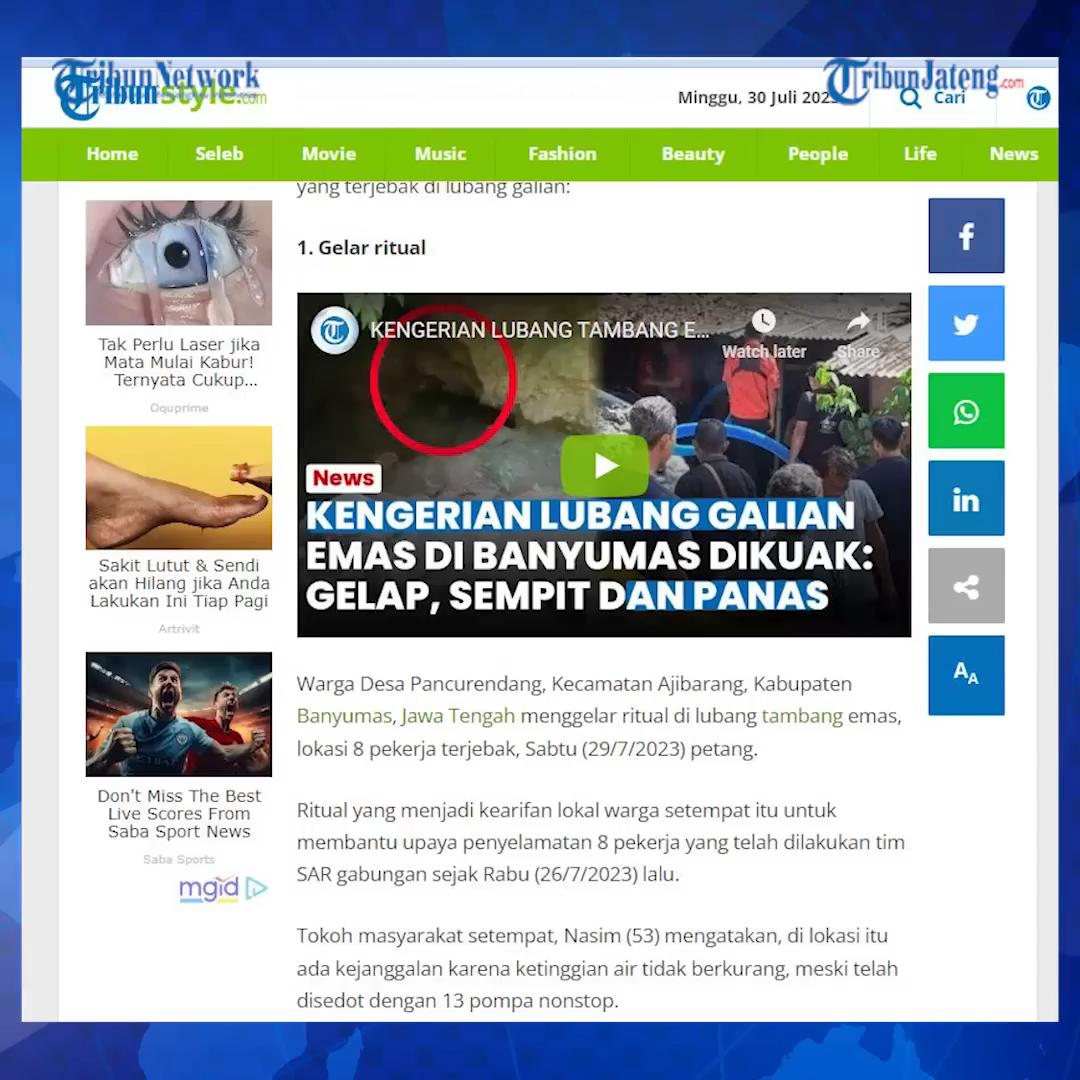 TribunNetwork
Tribunstyle.com
Minggu, 30 Juli 2023
TribunJateng.com
Cari
Home
Seleb
Movie
Music
Fashion
Beauty
People
Life
News
yang terjebak di lubang galian:
1. Gelar ritual
KENGERIAN LUBANG TAMBANG E...
Watch later
Share
News
KENGERIAN LUBANG GALIAN
EMAS DI BANYUMAS DIKUAK:
GELAP, SEMPIT DAN PANAS
Tak Perlu Laser jika
Mata Mulai Kabur!
Ternyata Cukup...
Oquprime
Sakit Lutut & Sendi
akan Hilang jika Anda
Lakukan Ini Tiap Pagi
Artrivit
Don't Miss The Best
Live Scores From
Saba Sport News
Saba Sports
mgid
Warga Desa Pancurendang, Kecamatan Ajibarang, Kabupaten
Banyumas, Jawa Tengah menggelar ritual di lubang tambang emas,
lokasi 8 pekerja terjebak, Sabtu (29/7/2023) petang.
Ritual yang menjadi kearifan lokal warga setempat itu untuk
membantu upaya penyelamatan 8 pekerja yang telah dilakukan tim
SAR gabungan sejak Rabu (26/7/2023) lalu.
Tokoh masyarakat setempat, Nasim (53) mengatakan, di lokasi itu
ada kejanggalan karena ketinggian air tidak berkurang, meski telah
disedot dengan 13 pompa nonstop.